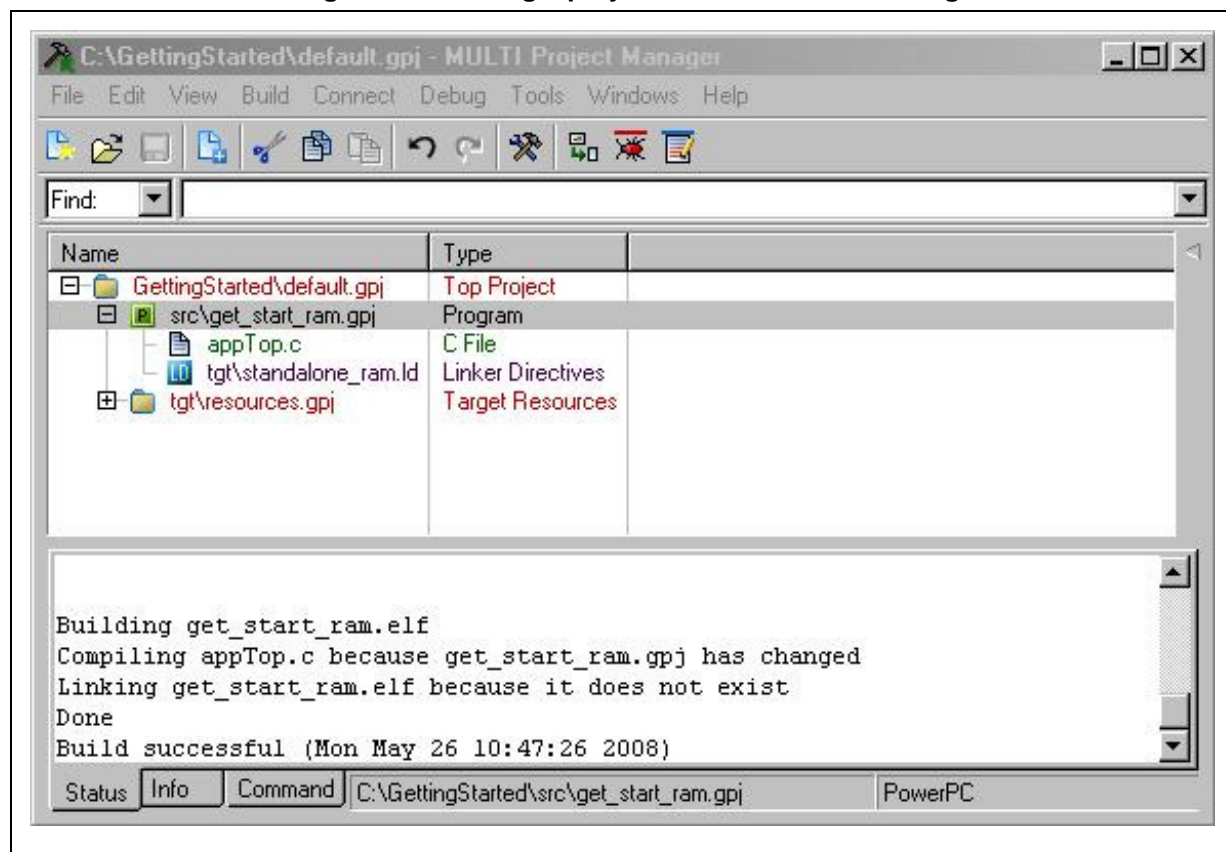 C:\GettingStarted\default.gpj - MULTI Project Manager
File Edit View Build Connect Debug Tools Windows Help
Find:
Name Type
GettingStarted\default.gpj Top Project
P src\get_start_ram.gpj Program
appTop.c C File
LD tgt\standalone_ram.ld Linker Directives
tgt\resources.gpj Target Resources
Building get_start_ram.elf
Compiling appTop.c because get_start_ram.gpj has changed
Linking get_start_ram.elf because it does not exist
Done
Build successful (Mon May 26 10:47:26 2008)
Status Info Command C:\GettingStarted\src\get_start_ram.gpj PowerPC